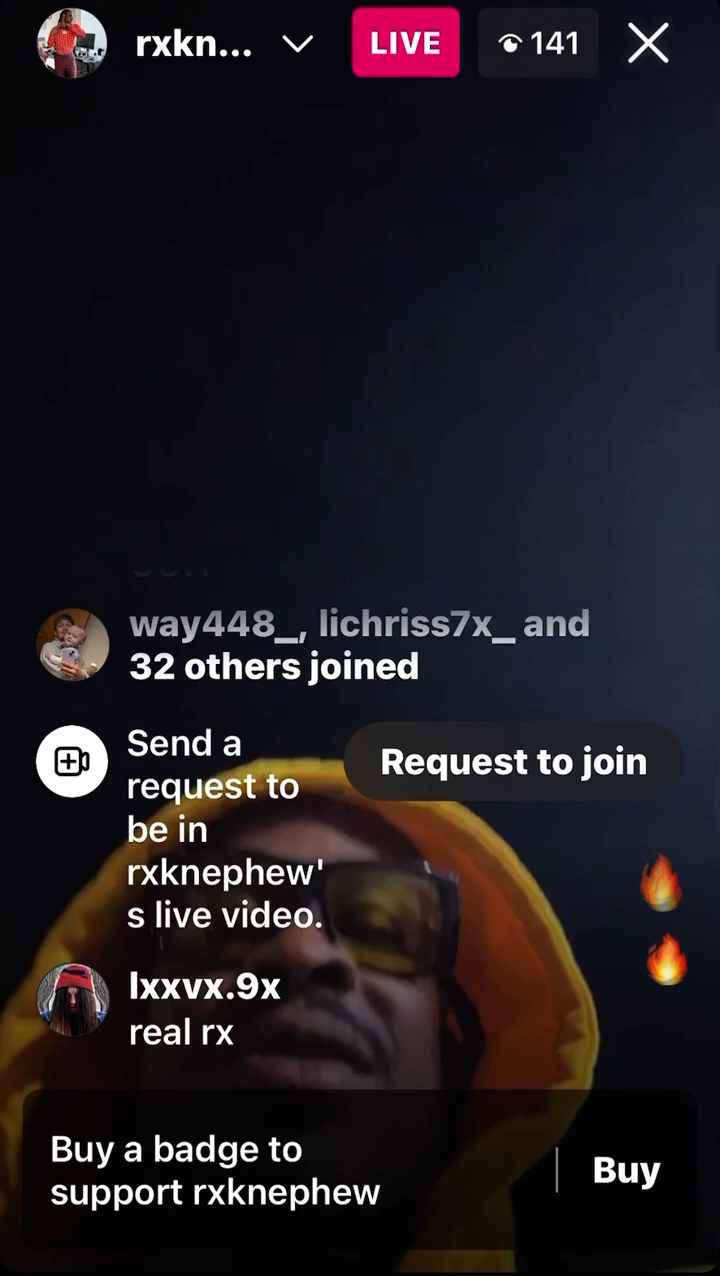 rxkn...
LIVE
141
way448_, lichriss7x_ and
32 others joined
Send a
request to
be in
rxknephew'
s live video.
Request to join
lxxvx.9x
real rx
Buy a badge to
support rxknephew
Buy